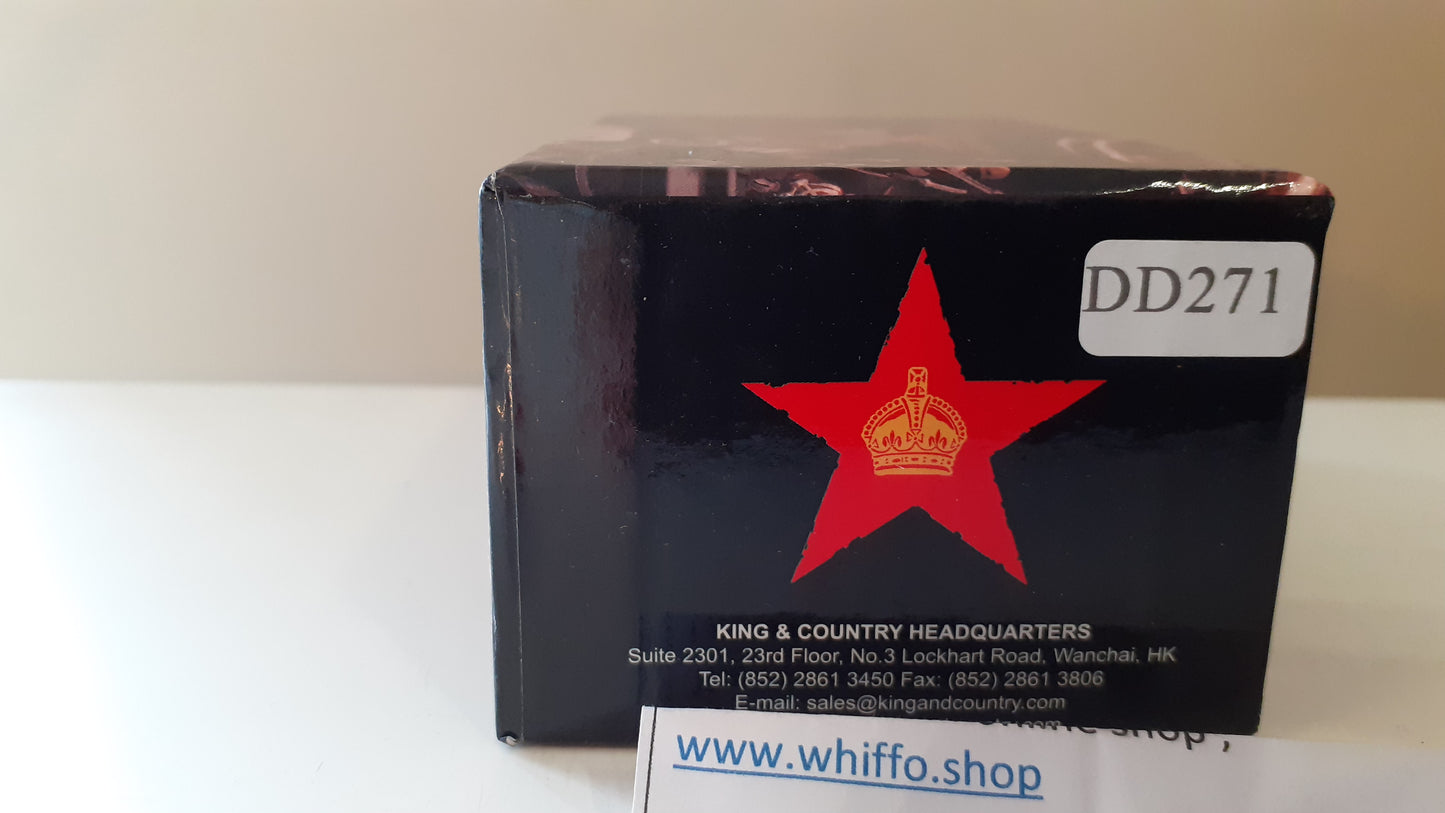 DD271
KING & COUNTRY HEADQUARTERS
Suite 2301, 23rd Floor, No.3 Lockhart Road, Wanchai, HK
Tel: (852) 2861 3450 Fax: (852) 2861 3806
E-mail: sales@kingandcountry.com
shop ,
www.whiffo.shop